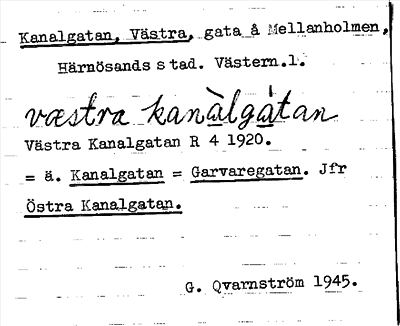 Kanalgatan, Västra, gata å Mellanholmen,
Härnösands stad. Västern.l.
væstra kanàlgàtan
Västra Kanalgatan R 4 1920.
= ä. Kanalgatan = Garvaregatan. Jfr
Östra Kanalgatan.
G. Qvarnström 1945.